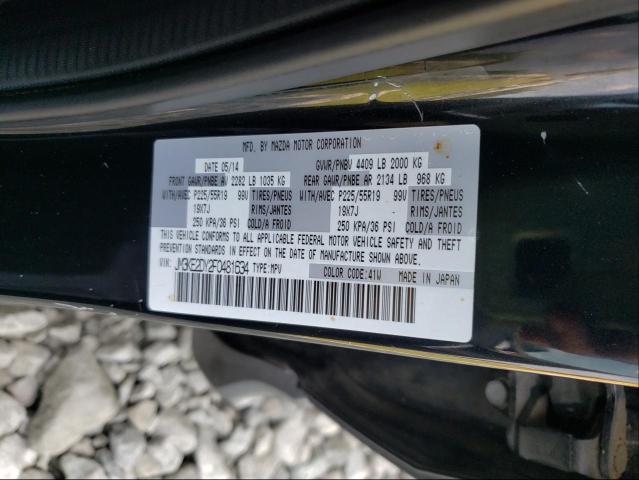 MFD. BY MAZDA MOTOR CORPORATION
DATE 05/14 GVWR/PNBV 4409 LB 2000 KG
FRONT GAWR/PNBE AV 2282 LB 1035 KG REAR GAWR/PNBE AR 2134 LB 968 KG
WITH/AVEC P225/55R19 99V TIRES/PNEUS WITH/AVEC P225/55R19 99V TIRES/PNEUS
19X7J RIMS/JANTES 19X7J RIMS/JANTES
250 KPA/36 PSI COLD/A FROID 250 KPA/36 PSI COLD/A FROID
THIS VEHICLE CONFORMS TO ALL APPLICABLE FEDERAL MOTOR VEHICLE SAFETY AND THEFT
PREVENTION STANDARDS IN EFFECT ON THE DATE OF MANUFACTURE SHOWN ABOVE.
VIN: JM3KE2DY2F0481634 TYPE:MPV COLOR CODE:41W MADE IN JAPAN